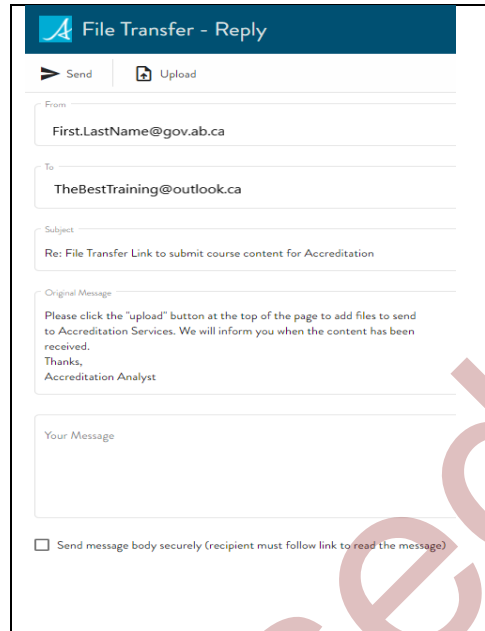 File Transfer - Reply
Send
Upload
From
First.LastName@gov.ab.ca
To
TheBestTraining@outlook.ca
Subject
Re: File Transfer Link to submit course content for Accreditation
Original Message
Please click the "upload" button at the top of the page to add files to send
to Accreditation Services. We will inform you when the content has been
received.
Thanks,
Accreditation Analyst
Your Message
Send message body securely (recipient must follow link to read the message)